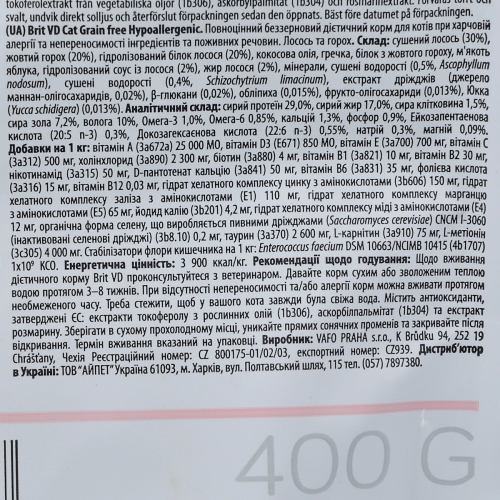 tokoferolextrakt från vegetabiliska oljor (1b306), askorbylpalmitat (1b304) och rosmarinextrakt. Förvaras torrt och
svalt, undvik direkt solljus och återförslut förpackningen sedan den öppnats. Bäst före datumet på förpackningen.
(UA) Brit VD Cat Grain free Hypoallergenic. Повноцінний беззерновий дієтичний корм для котів при харчовій
алергії та непереносимості інгредієнтів та поживних речовин. Лосось та горох. Склад: сушений лосось (30%),
жовтий горох (20%), гідролізований білок лосося (20%), кокосова олія, гречка, білок з жовтого гороху, м'якоть
яблука, гідролізований соус із лосося (2%), жир лосося (2%), мінерали, сушені водорості (0,5%, Ascophyllum
nodosum), сушені водорості (0.4%, Schizochytrium limacinum), екстракт дріжджів (джерело
маннан-олігосахаридів, 0,02%), β-глюкани (0,02%), обліпиха (0,015%), фрукто-олігосахариди (0,013%), Юкка
(Yucca schidigera) (0,013%). Аналітичний склад: сирий протеїн 29,0%, сирий жир 17,0%, сира клітковина 1,5%,
сира зола 7,2%, волога 10%, Омега-3 1,0%, Омега-6 0,85%, кальцій 1,3%, фосфор 0,9%, Ейкозапентаенова
кислота (20:5 n-3) 0,3%, Докозагексаєнова кислота (22:6 n-3) 0,55%, натрій 0,3%, магній 0,09%.
Добавки на 1 кг: вітамін А (3a672a) 25 000 МО, вітамін D3 (E671) 850 МО, вітамін Е (3a700) 700 мг, вітамін С
(3a312) 500 мг, холінхлорид (3a890) 2 300 мг, біотин (3a880) 4 мг, вітамін В1 (3a821) 10 мг, вітамін В2 30 мг,
нікотинамід (3a315) 50 мг, D-пантотенат кальцію (3a841) 50 мг, вітамін В6 (3a831) 35 мг, фолієва кислота
(3a316) 15 мг, вітамін В12 0,03 мг, гідрат хелатного комплексу цинку з амінокислотами (3b606) 150 мг, гідрат
хелатного комплексу заліза з амінокислотами (Е1) 110 мг, гідрат хелатного комплексу марганцю
з амінокислотами (Е5) 65 мг, йодид калію (3b201) 4,2 мг, гідрат хелатного комплексу міді з амінокислотами (Е4)
12 мг, органічна форма селену, що виробляється пивними дріжджами (Saccharomyces cerevisiae) CNCM I-3060
(інактивовані селенові дріжджі) (3b8.10) 0,2 мг, таурин (3a370) 2 600 мг, L-карнітин (3a910) 75 мг, L-метіонін
(3c305) 4 000 мг. Стабілізатори флори кишечника на 1 кг: Enterococcus faecium DSM 10663/NCIMB 10415 (4b1707)
1x10⁹ КСО. Енергетична цінність: 3 900 ккал/кг. Рекомендації щодо годування: Щодо вживання
дієтичного корму Brit VD проконсультуйтеся з ветеринаром. Давайте корм сухим або зволоженим теплою
водою протягом 3–8 тижнів. При відсутності непереносимості та/або алергії корм можна вживати протягом
необмеженого часу. Треба стежити, щоб у вашого кота завжди була свіжа вода. Містить антиоксиданти,
затверджені ЄС: екстракти токоферолу з рослинних олій (1b306), аскорбілпальмітат (1b304) та екстракт
розмарину. Зберігати в сухому прохолодному місці, уникайте прямих сонячних променів та закривайте після
відкривання. Термін вживання вказаний на упаковці. Виробник: VAFO PRAHA s.r.o., K Brůdku 94, 252 19
Chrášťany, Чехія Реєстраційний номер: CZ 800175-01/02/03, експортний номер: CZ939. Дистриб'ютор
в Україні: ТОВ "АЙПЕТ" Україна 61093, м. Харків, вул. Полтавський шлях, 115 тел. (057) 7897380.
400 G